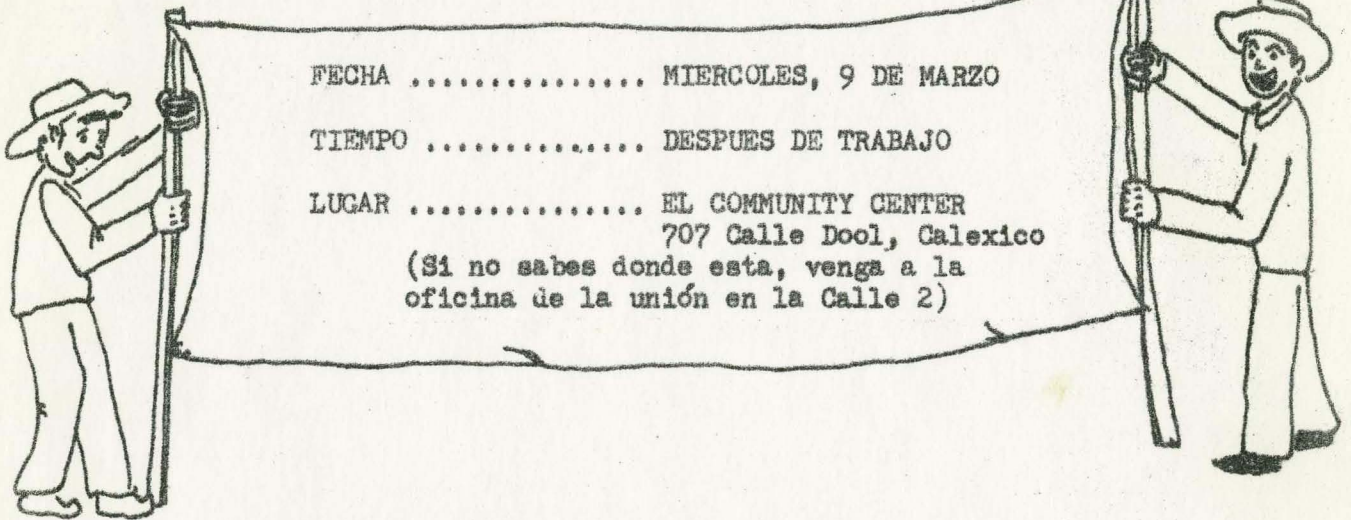 FECHA ............... MIERCOLES, 9 DE MARZO
TIEMPO .............. DESPUES DE TRABAJO
LUGAR ............... EL COMMUNITY CENTER
707 Calle Dool, Calexico
(Si no sabes donde esta, venga a la
oficina de la unión en la Calle 2)